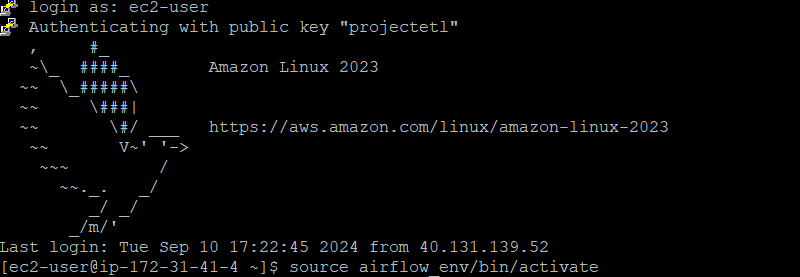 login as: ec2-user
Authenticating with public key "projectetl"
   ,     #_
   ~\_  ####_        Amazon Linux 2023
  ~~  \_#####\
  ~~     \###|
  ~~       \#/ ___   https://aws.amazon.com/linux/amazon-linux-2023
   ~~       V~' '->
    ~~~         /
      ~~._.   _/
         _/ _/
       _/m/'
Last login: Tue Sep 10 17:22:45 2024 from 40.131.139.52
[ec2-user@ip-172-31-41-4 ~]$ source airflow_env/bin/activate